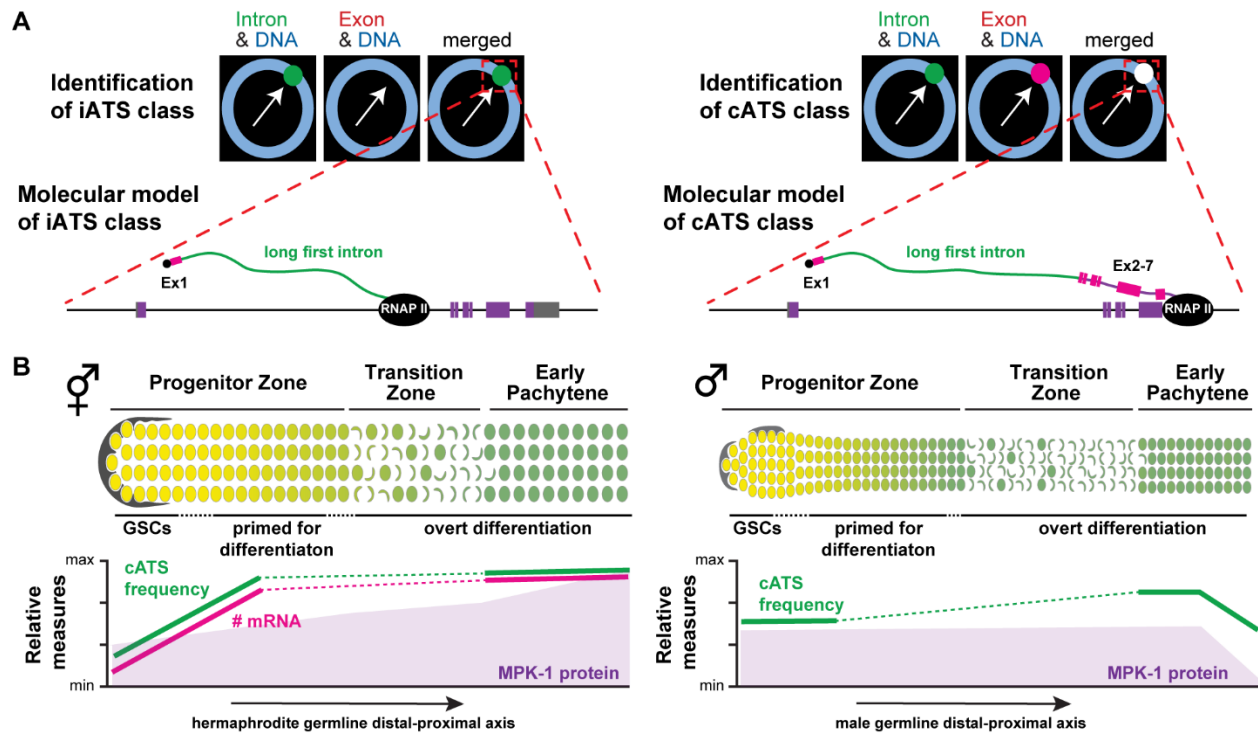 A
Intron
& DNA
Exon
& DNA
merged
Identification
of iATS class
Molecular model
of iATS class
long first intron
Ex1
RNAP II
Intron
& DNA
Exon
& DNA
merged
Identification
of cATS class
Molecular model
of cATS class
long first intron
Ex2-7
Ex1
RNAP II
B
Progenitor Zone
Transition
Zone
Early
Pachytene
GSCs
primed for
differentiaton
overt differentiation
Relative
measures
max
min
cATS
frequency
# mRNA
MPK-1 protein
hermaphrodite germline distal-proximal axis
Progenitor Zone
Transition
Zone
Early
Pachytene
GSCs
primed for
differentiation
overt differentiation
Relative
measures
max
min
cATS
frequency
MPK-1 protein
male germline distal-proximal axis